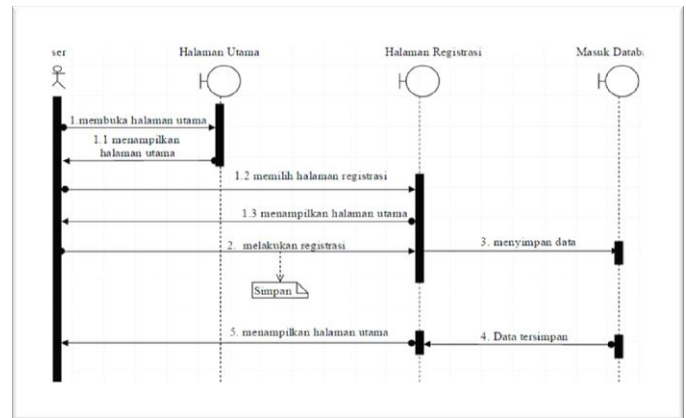 ser
Halaman Utama
Halaman Registrasi
Masuk Datab
1.membuka halaman utama
1.1 menampilkan
halaman utama
1.2 memilih halaman registrasi
1.3 menampilkan halaman utama
2. melakukan registrasi
3. menyimpan data
Simpan
5. menampilkan halaman utama
4. Data tersimpan